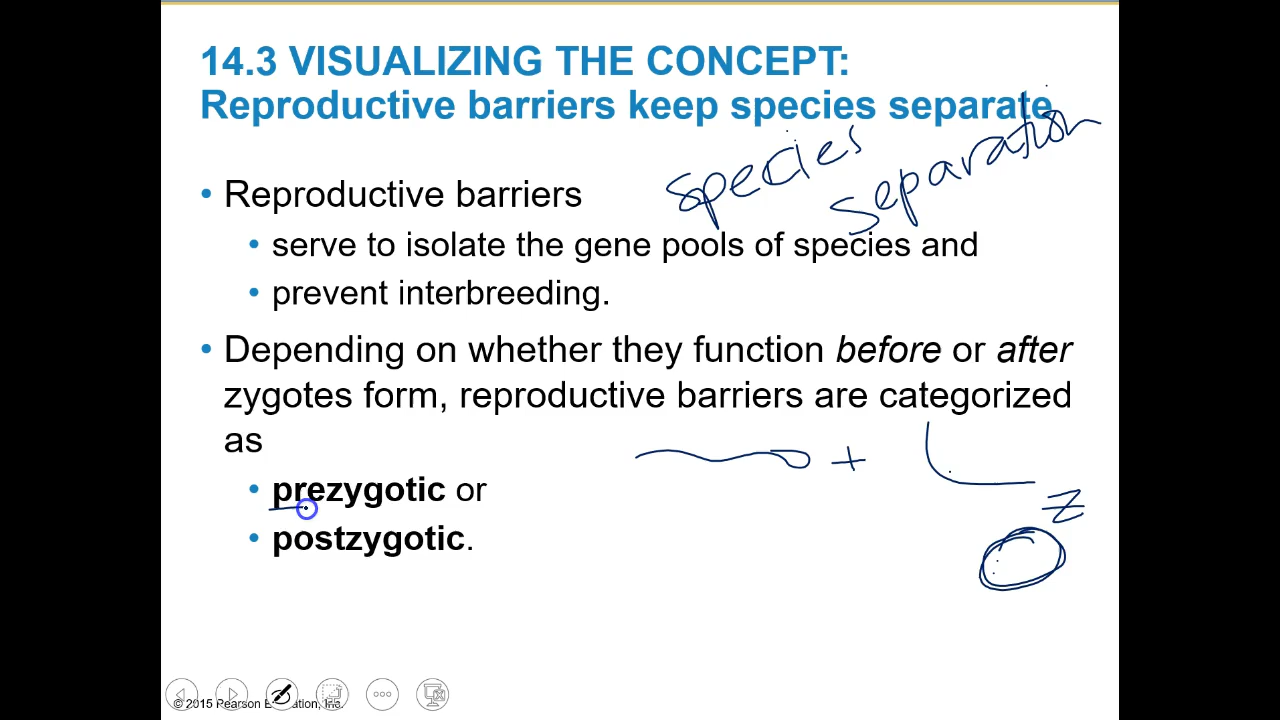 14.3 VISUALIZING THE CONCEPT:
Reproductive barriers keep species separate
species
separation
• Reproductive barriers
• serve to isolate the gene pools of species and
• prevent interbreeding.
• Depending on whether they function before or after
zygotes form, reproductive barriers are categorized
as
+
Z
• prezygotic or
• postzygotic.
© 2015 Pearson Inc.